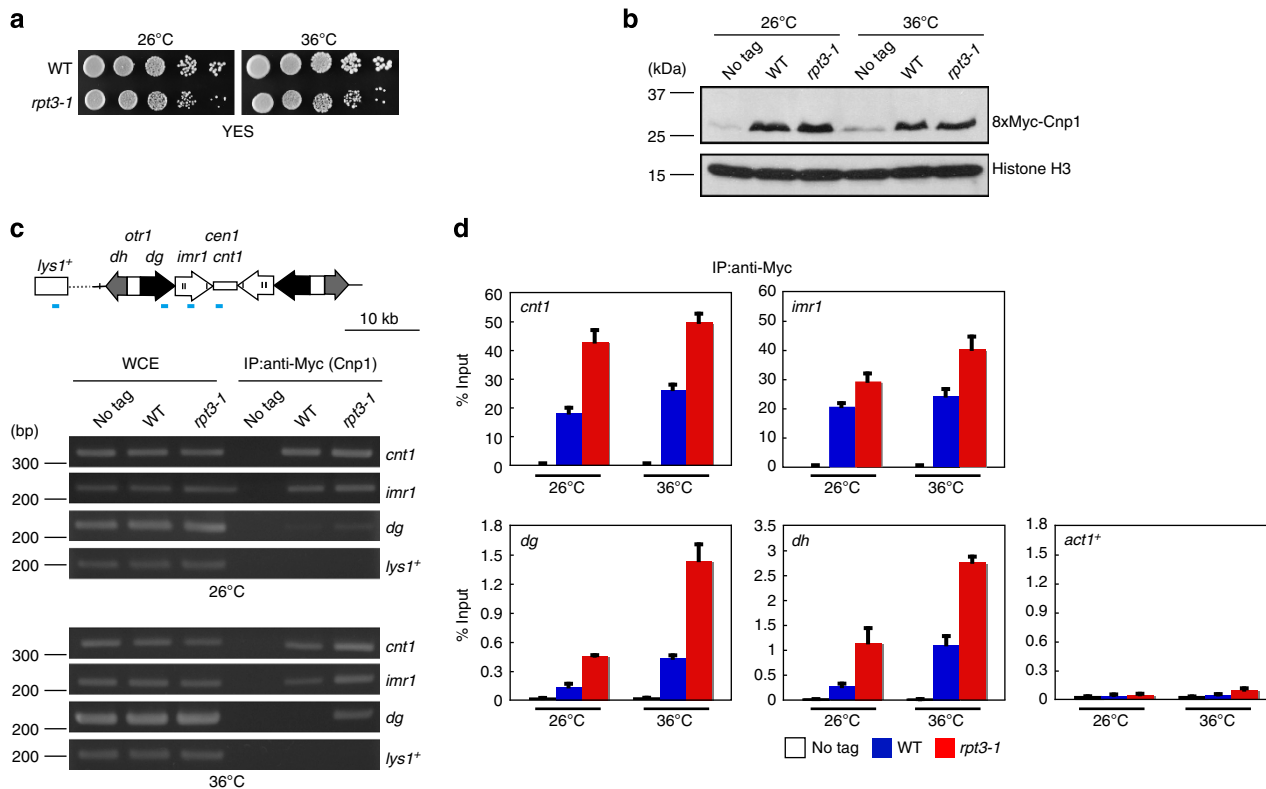 a
26°C 36°C
WT
rpt3-1
YES
b
26°C 36°C
No tag WT rpt3-1 No tag WT rpt3-1
(kDa)
37
25
8xMyc-Cnp1
15
Histone H3
c
otr1 cen1
lys1+ dh dg imr1 cnt1
II I I II
10 kb
WCE IP:anti-Myc (Cnp1)
No tag WT rpt3-1 No tag WT rpt3-1
(bp)
300 cnt1
200 imr1
200 dg
200 lys1+
26°C
300 cnt1
200 imr1
200 dg
200 lys1+
36°C
d
IP:anti-Myc
% Input
60
50
40
30
20
10
0
cnt1
26°C 36°C
60
50
40
30
20
10
0
imr1
26°C 36°C
% Input
1.8
1.5
1.2
0.9
0.6
0.3
0
dg
26°C 36°C
3.5
3
2.5
2
1.5
1
0.5
0
dh
26°C 36°C
1.8
1.5
1.2
0.9
0.6
0.3
0
act1+
26°C 36°C
No tag WT rpt3-1